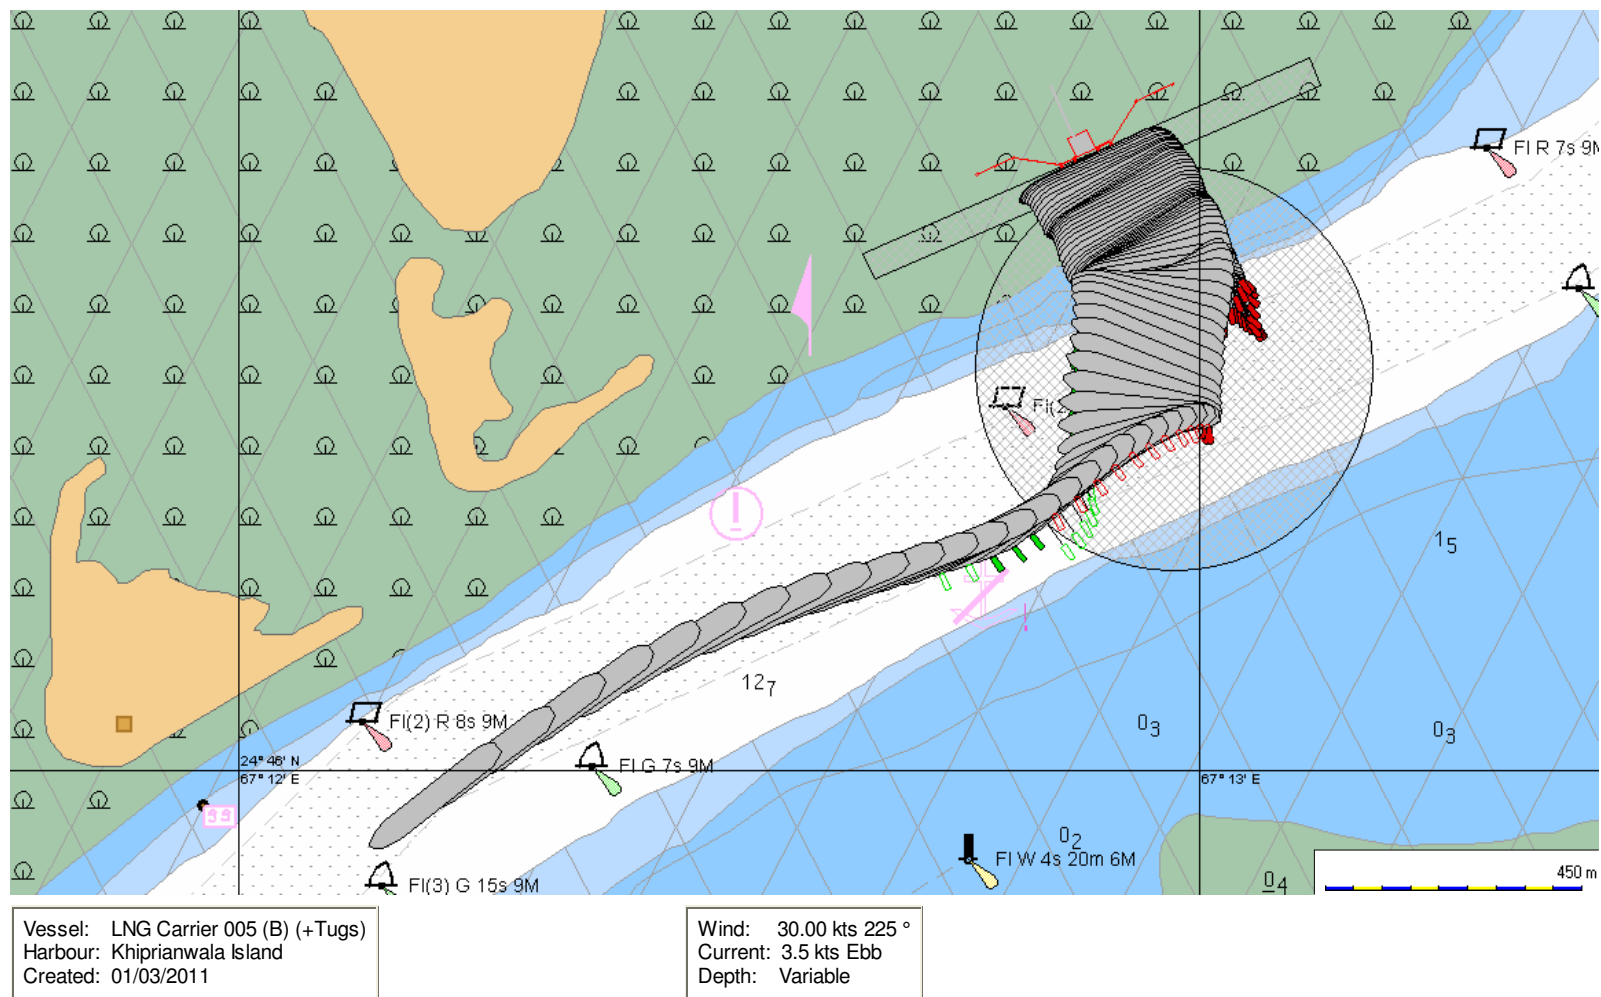 Fl R 7s 9M
Fl(2
15
127
Fl(2) R 8s 9M
03
03
24° 46' N
67° 12' E
Fl G 7s 9M
67° 13' E
02
Fl W 4s 20m 6M
Fl(3) G 15s 9M
04
450 m
Vessel: LNG Carrier 005 (B) (+Tugs)
Harbour: Khiprianwala Island
Created: 01/03/2011
Wind: 30.00 kts 225 °
Current: 3.5 kts Ebb
Depth: Variable